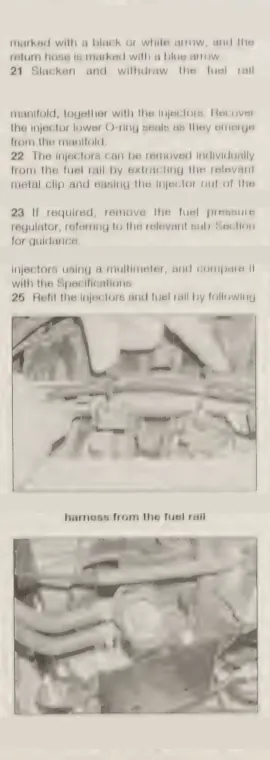 marked with a black or white arrow, and the
return hose is marked with a blue arrow.
21 Slacken and withdraw the fuel rail
manifold, together with the injectors. Recover
the injector lower O-ring seals as they emerge
from the manifold.
22 The injectors can be removed individually
from the fuel rail by extracting the relevant
metal clip and easing the injector out of the
23 If required, remove the fuel pressure
regulator, referring to the relevant sub-Section
for guidance.
injectors using a multimeter, and compare it
with the Specifications.
25 Refit the injectors and fuel rail by following
harness from the fuel rail